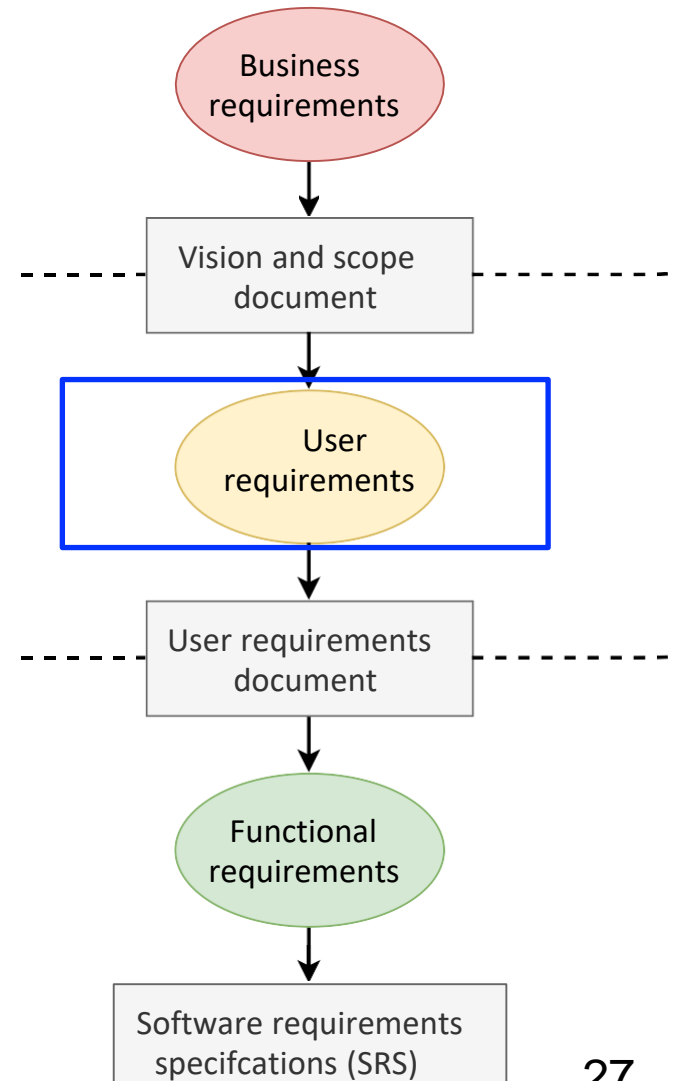 Business
requirements
Vision and scope
document
User
requirements
User requirements
document
Functional
requirements
Software requirements
specifcations (SRS)
27